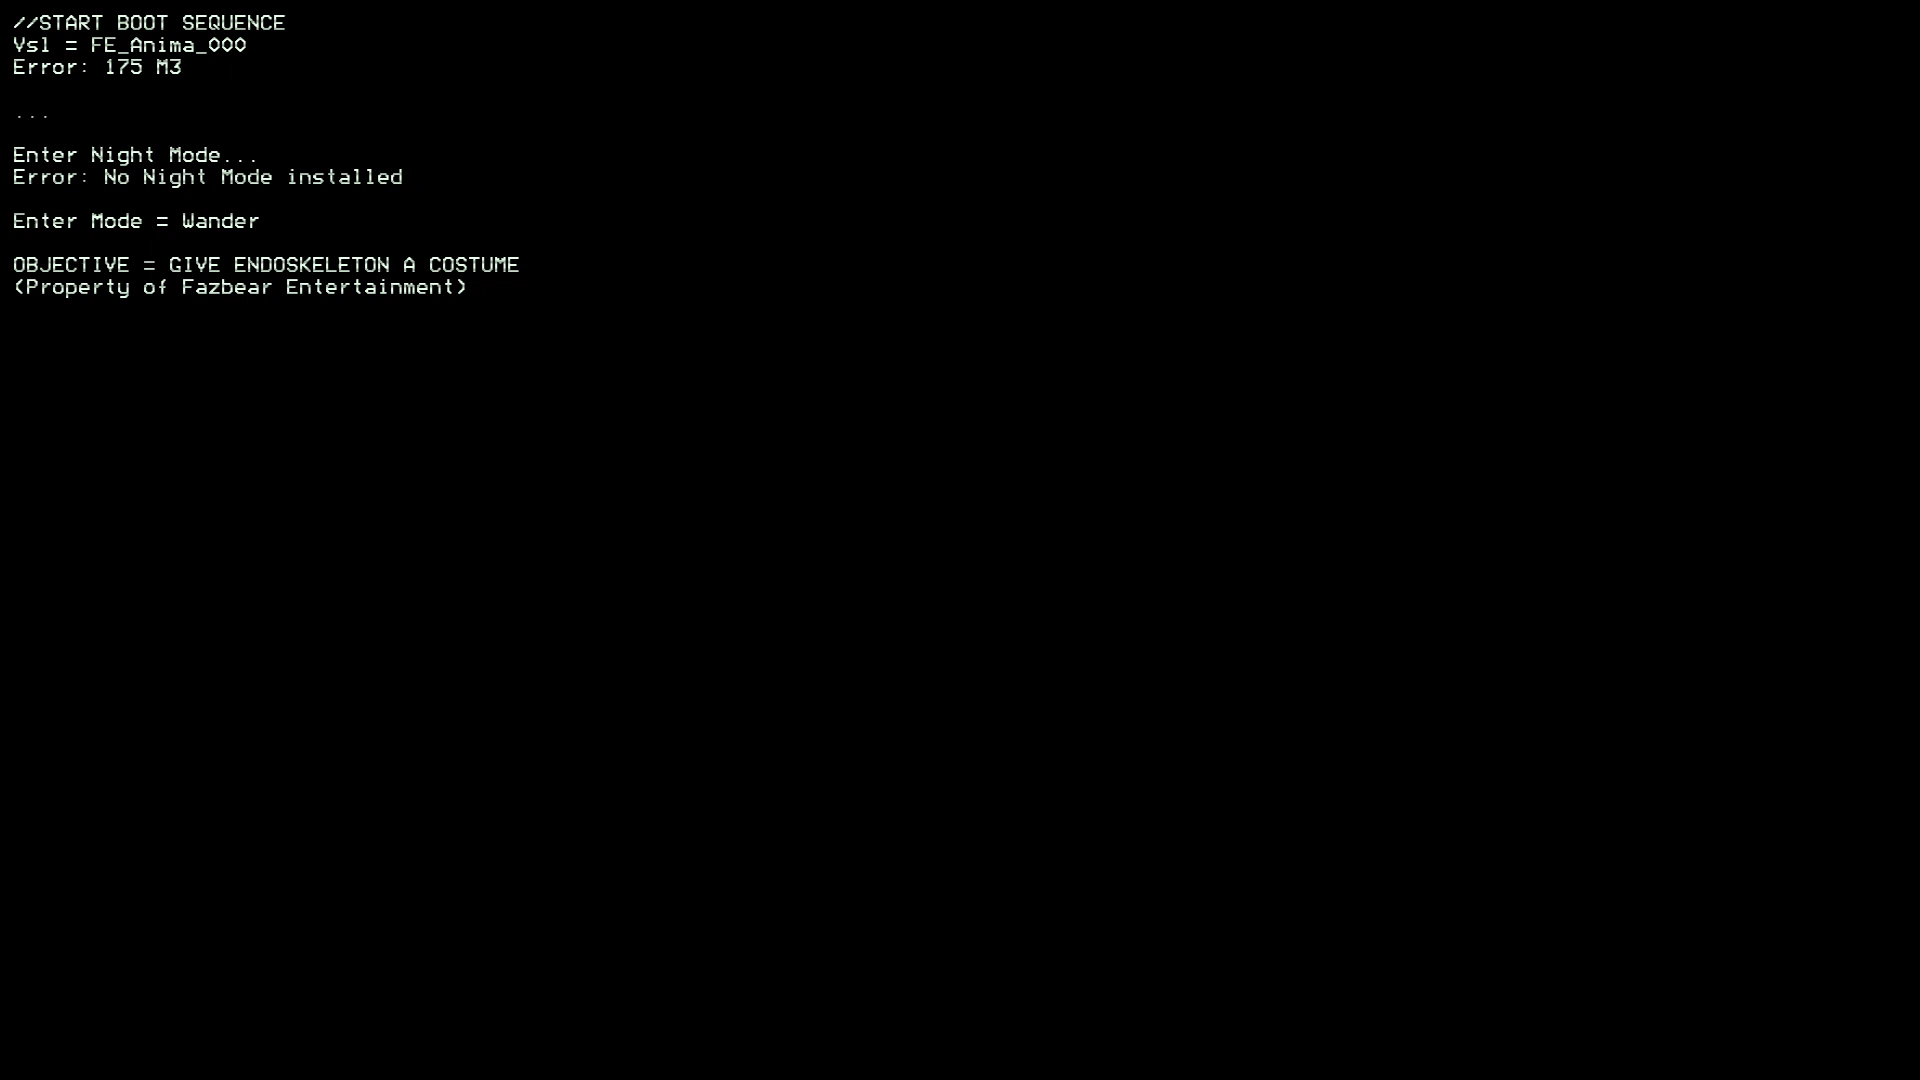 //START BOOT SEQUENCE
Vsl = FE_Anima_000
Error: 175 M3
...
Enter Night Mode...
Error: No Night Mode installed
Enter Mode = Wander
OBJECTIVE = GIVE ENDOSKELETON A COSTUME
(Property of Fazbear Entertainment)